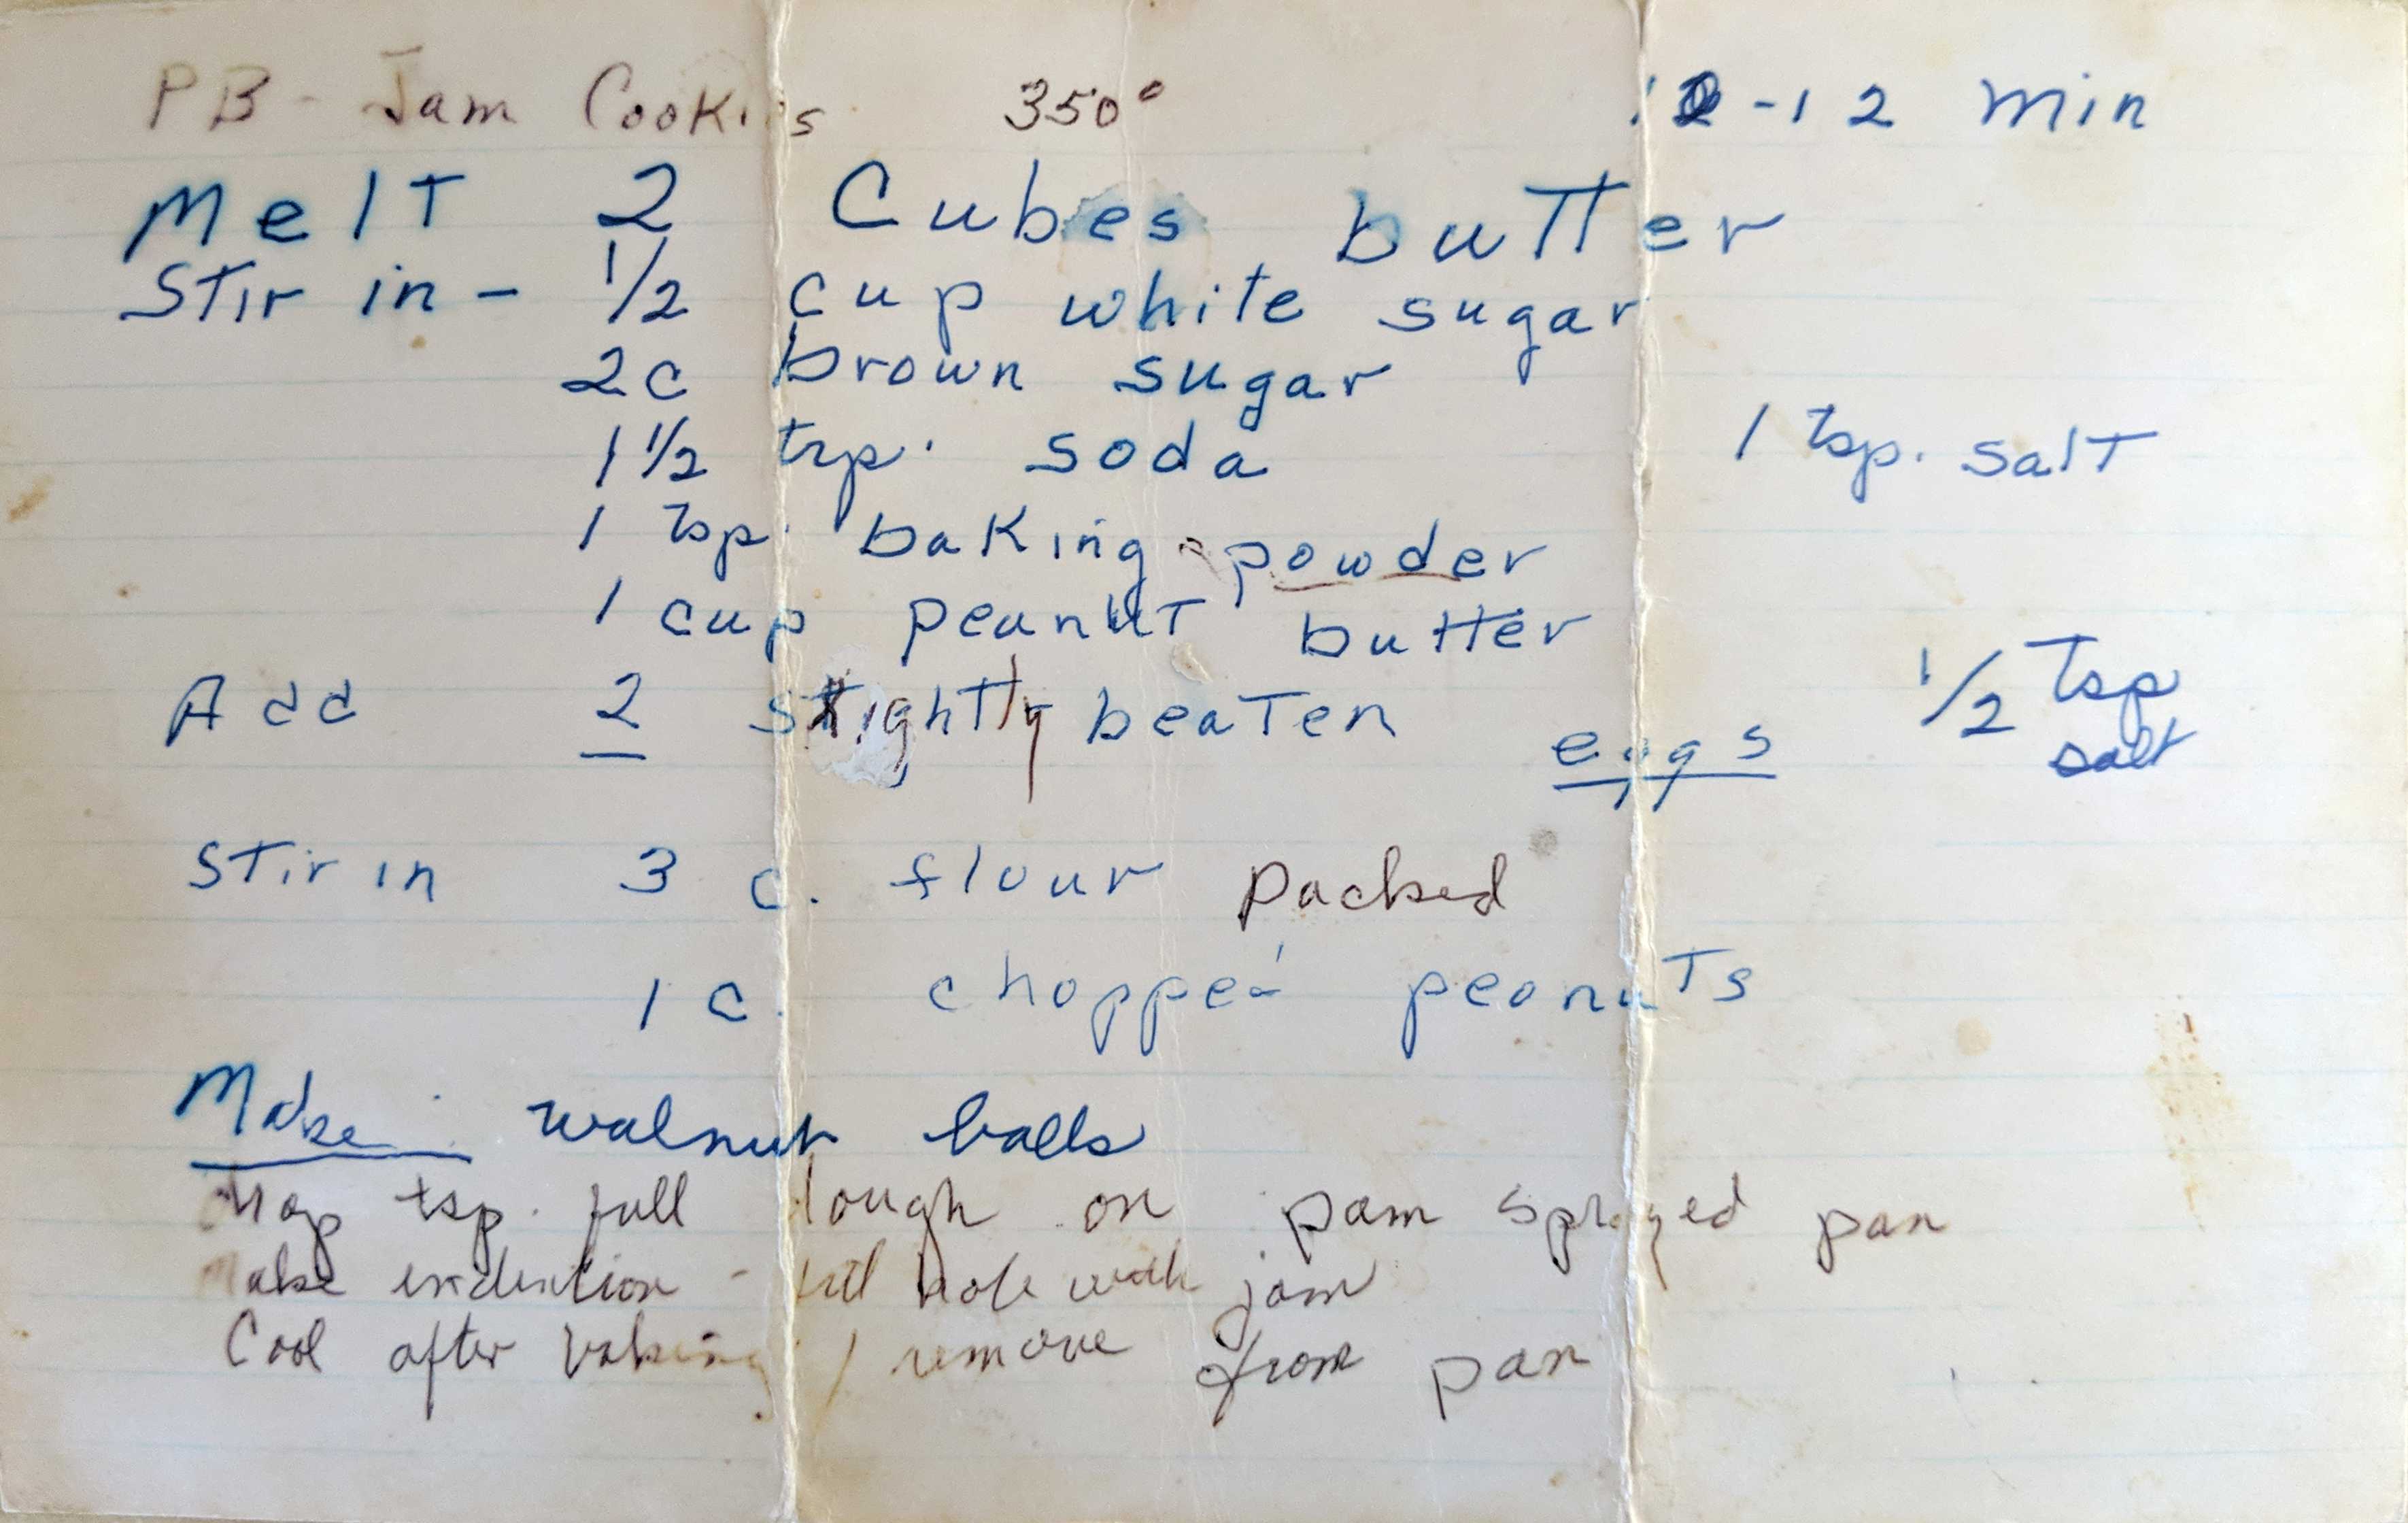 PB - Jam Cookies 350° 10-12 min
Melt 2 Cubes butter
Stir in - 1/2 cup white sugar
2c brown sugar
1 1/2 tsp. soda 1 tsp. salt
1 tsp. baking powder
1 cup peanut butter
Add 2 slightly beaten eggs 1/2 tsp salt
Stir in 3 c. flour packed
1 c. chopped peanuts
Make walnut balls
tsp. full dough on pam sprayed pan
Make indention - fill hole with jam
Cool after baking / remove from pan